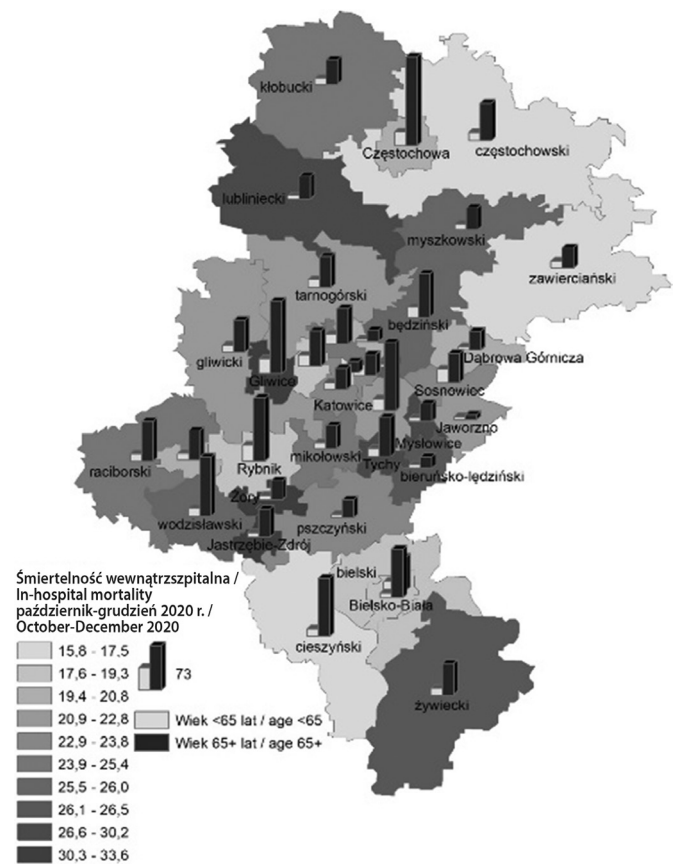 kłobucki
Częstochowa
częstochowski
lubliniecki
myszkowski
zawierciański
tarnogórski
będziński
gliwicki
Dąbrowa Górnicza
Gliwice
Sosnowiec
Katowice
Jaworzno
Mysłowice
mikołowski
Tychy
raciborski
Rybnik
bieruńsko-lędziński
Żory
wodzisławski
pszczyński
Jastrzębie-Zdrój
bielski
Bielsko-Biała
cieszyński
żywiecki
Śmiertelność wewnątrzszpitalna /
In-hospital mortality
październik-grudzień 2020 r. /
October-December 2020
15,8 - 17,5
17,6 - 19,3
19,4 - 20,8
20,9 - 22,8
22,9 - 23,8
23,9 - 25,4
25,5 - 26,0
26,1 - 26,5
26,6 - 30,2
30,3 - 33,6
73
Wiek <65 lat / age <65
Wiek 65+ lat / age 65+